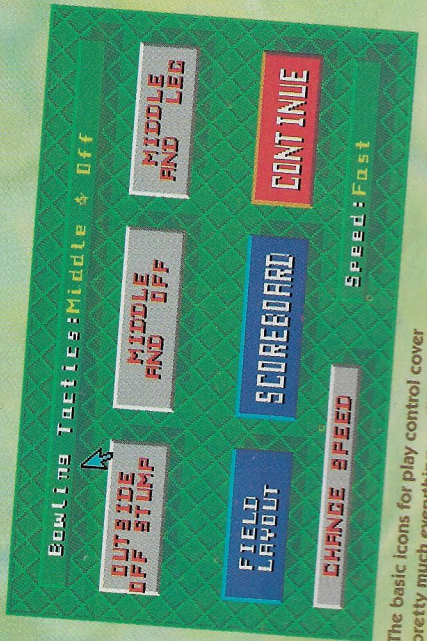 Bowling Tactics:Middle & Off
OUTSIDE
OFF STUMP
MIDDLE
AND OFF
MIDDLE
AND LEG
FIELD
LAYOUT
SCOREBOARD
CONTINUE
CHANGE SPEED
Speed:Fast
The basic icons for play control cover
pretty much everything